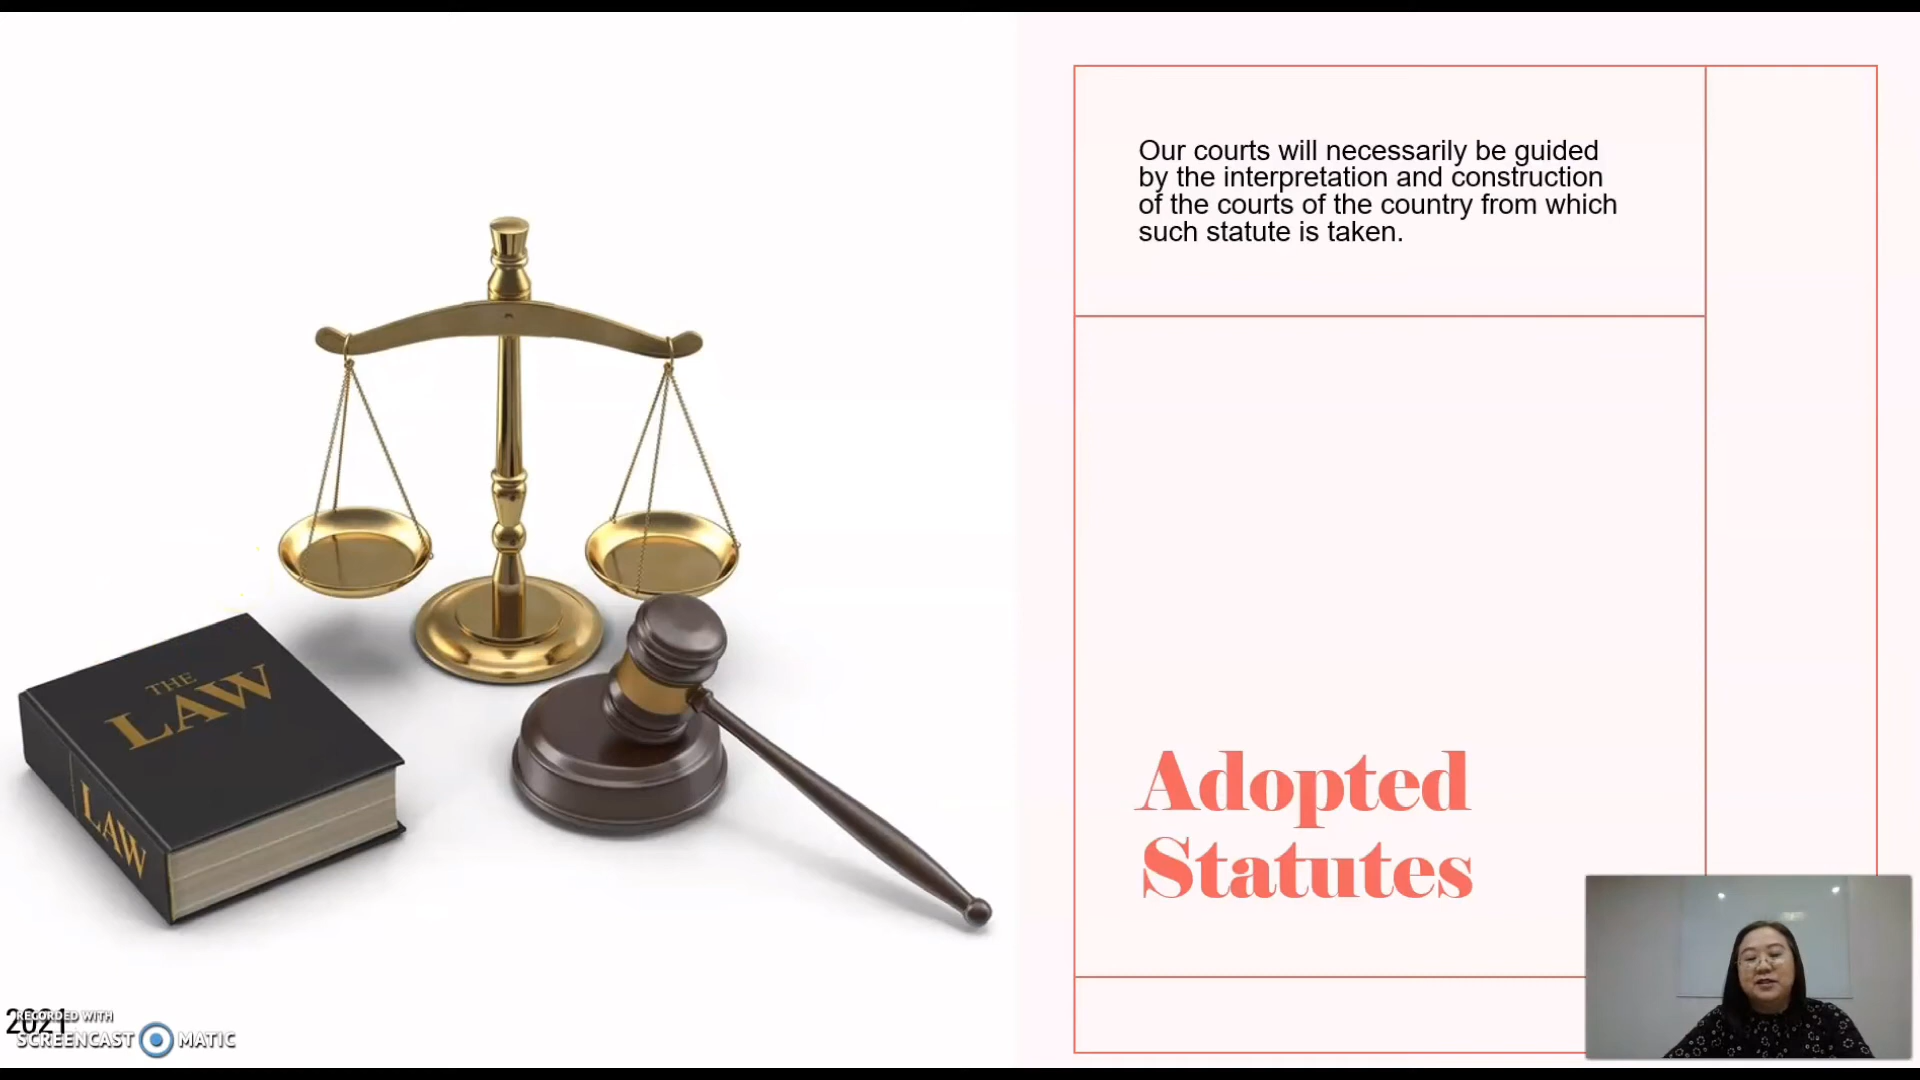 Our courts will necessarily be guided
by the interpretation and construction
of the courts of the country from which
such statute is taken.
THE
LAW
LAW
Adopted
Statutes
2021
RECORDED WITH
SCREENCAST MATIC